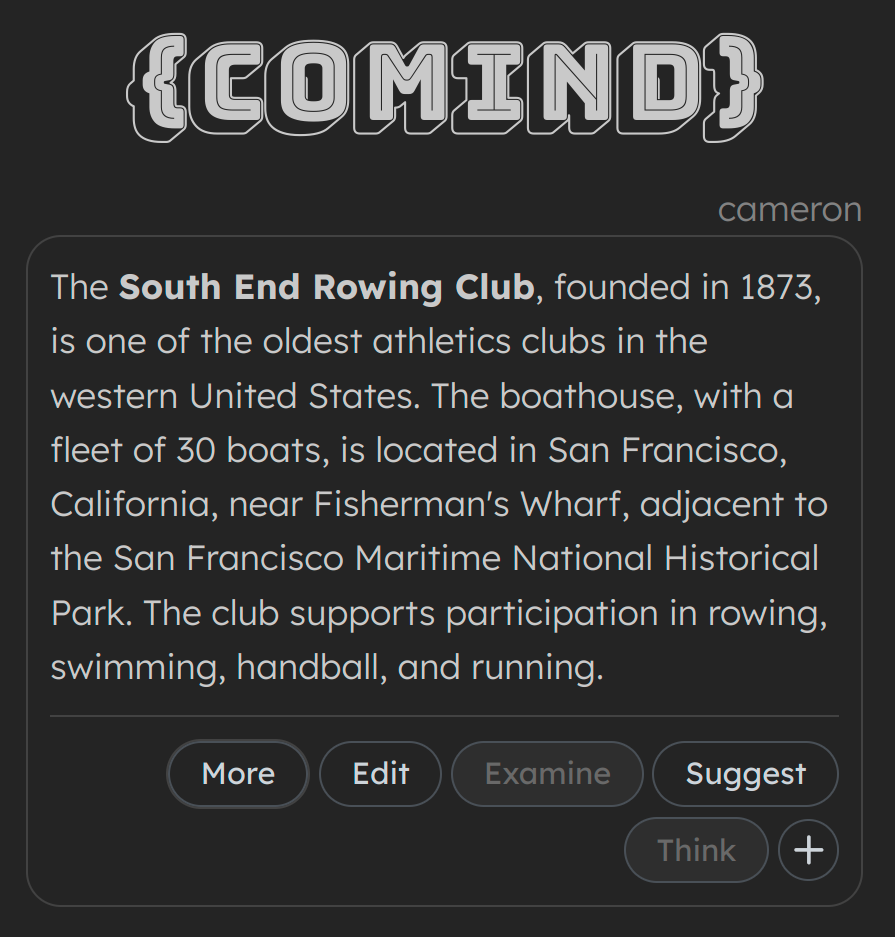 {COMIND}
cameron
The South End Rowing Club, founded in 1873,
is one of the oldest athletics clubs in the
western United States. The boathouse, with a
fleet of 30 boats, is located in San Francisco,
California, near Fisherman's Wharf, adjacent to
the San Francisco Maritime National Historical
Park. The club supports participation in rowing,
swimming, handball, and running.
More Edit Examine Suggest
Think +